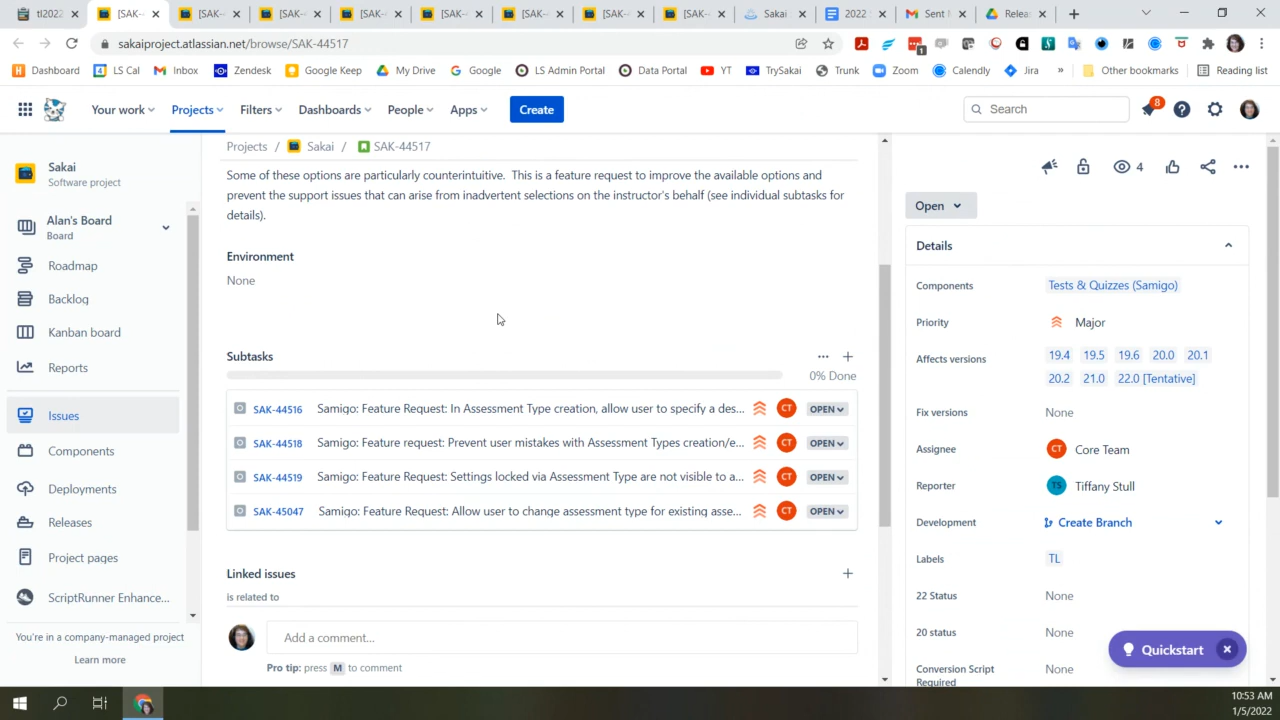 tl2022
[SAK-
[SAK-
[SAK-
[SAK-
[SAK-
[SAK-
[SAK-
[SAK-
Sakai
2022
Sent
Relea
sakaiproject.atlassian.net/browse/SAK-44517
1
Dashboard
LS Cal
Inbox
Zendesk
Google Keep
My Drive
Google
LS Admin Portal
Data Portal
YT
TrySakai
Trunk
Zoom
Calendly
Jira
»
Other bookmarks
Reading list
Your work
Projects
Filters
Dashboards
People
Apps
Create
Search
8
Sakai
Software project
Alan's Board
Board
Roadmap
Backlog
Kanban board
Reports
Issues
Components
Deployments
Releases
Project pages
ScriptRunner Enhance...
You're in a company-managed project
Learn more
Projects / Sakai / SAK-44517
Some of these options are particularly counterintuitive. This is a feature request to improve the available options and
prevent the support issues that can arise from inadvertent selections on the instructor's behalf (see individual subtasks for
details).
Environment
None
Subtasks
0% Done
SAK-44516 Samigo: Feature Request: In Assessment Type creation, allow user to specify a des... CT OPEN
SAK-44518 Samigo: Feature request: Prevent user mistakes with Assessment Types creation/e... CT OPEN
SAK-44519 Samigo: Feature Request: Settings locked via Assessment Type are not visible to a... CT OPEN
SAK-45047 Samigo: Feature Request: Allow user to change assessment type for existing asse... CT OPEN
Linked issues
is related to
Add a comment...
Pro tip: press M to comment
4
Open
Details
Components Tests & Quizzes (Samigo)
Priority Major
Affects versions 19.4 19.5 19.6 20.0 20.1
20.2 21.0 22.0 [Tentative]
Fix versions None
Assignee CT Core Team
Reporter TS Tiffany Stull
Development Create Branch
Labels TL
22 Status None
20 status None
Conversion Script None
Required
Quickstart
10:53 AM
1/5/2022